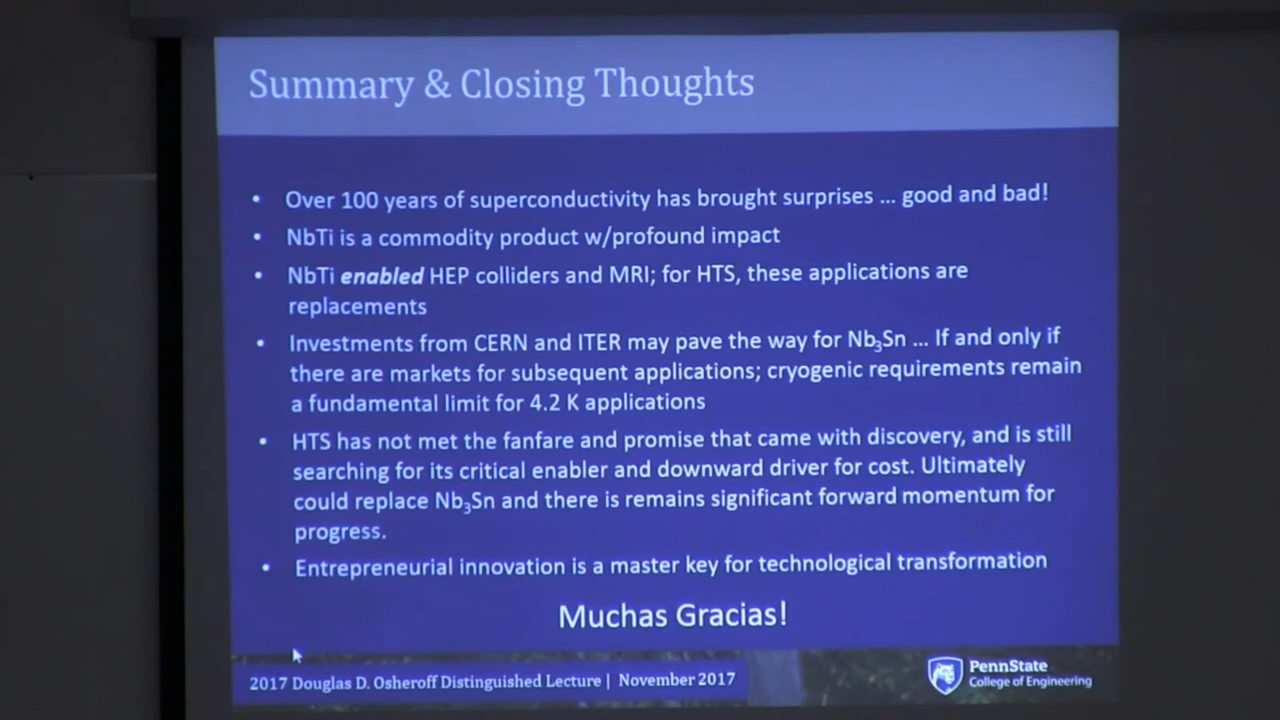 Summary & Closing Thoughts
• Over 100 years of superconductivity has brought surprises ... good and bad!
• NbTi is a commodity product w/profound impact
• NbTi enabled HEP colliders and MRI; for HTS, these applications are
replacements
• Investments from CERN and ITER may pave the way for Nb₃Sn ... If and only if
there are markets for subsequent applications; cryogenic requirements remain
a fundamental limit for 4.2 K applications
• HTS has not met the fanfare and promise that came with discovery, and is still
searching for its critical enabler and downward driver for cost. Ultimately
could replace Nb₃Sn and there is remains significant forward momentum for
progress.
• Entrepreneurial innovation is a master key for technological transformation
Muchas Gracias!
2017 Douglas D. Osheroff Distinguished Lecture | November 2017
PennState
College of Engineering